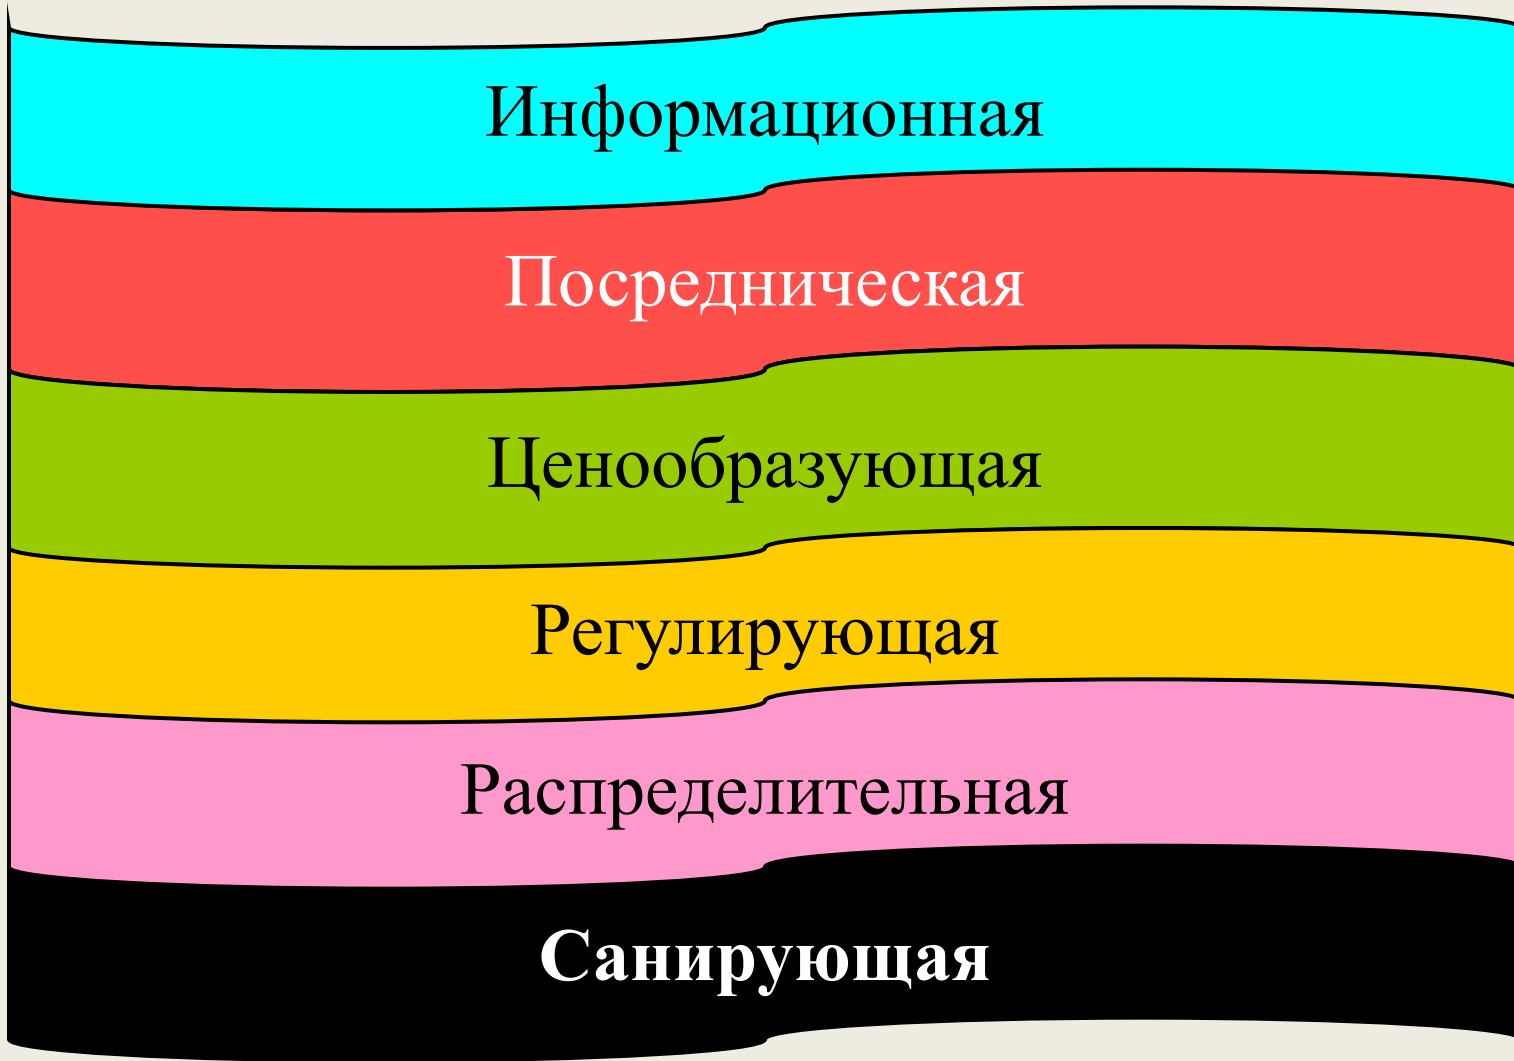 Информационная
Посредническая
Ценообразующая
Регулирующая
Распределительная
Санирующая